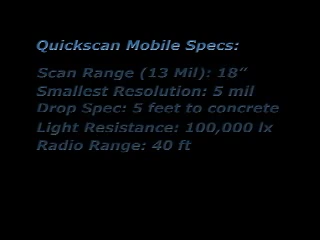 Quickscan Mobile Specs:
Scan Range (13 Mil): 18”
Smallest Resolution: 5 mil
Drop Spec: 5 feet to concrete
Light Resistance: 100,000 lx
Radio Range: 40 ft